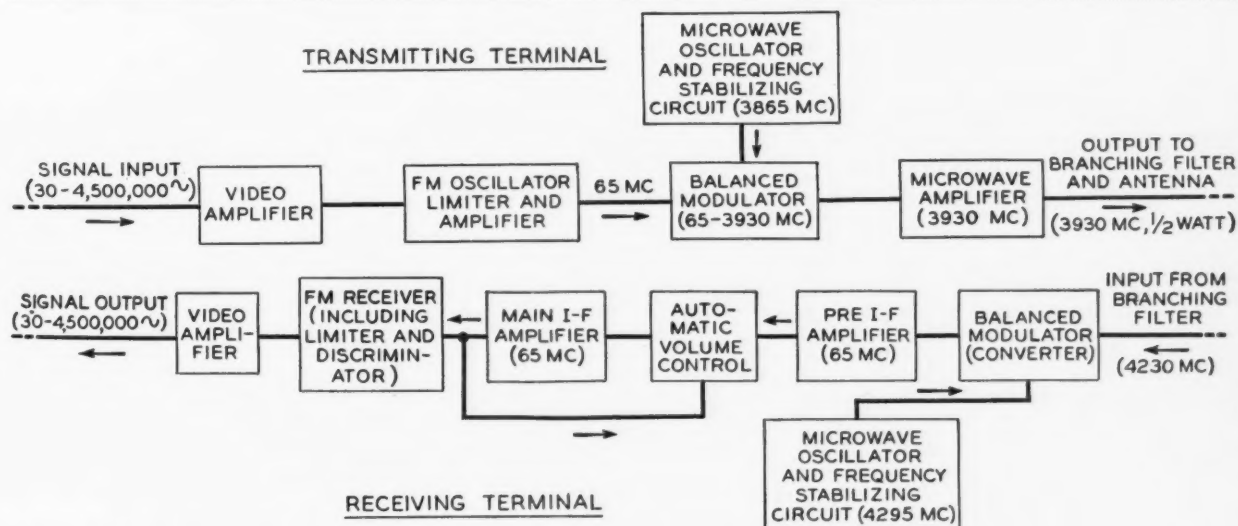 TRANSMITTING TERMINAL
MICROWAVE
OSCILLATOR
AND FREQUENCY
STABILIZING
CIRCUIT (3865 MC)
SIGNAL INPUT
(30-4,500,000~)
VIDEO
AMPLIFIER
FM OSCILLATOR
LIMITER AND
AMPLIFIER
65 MC
BALANCED
MODULATOR
(65-3930 MC)
MICROWAVE
AMPLIFIER
(3930 MC)
OUTPUT TO
BRANCHING FILTER
AND ANTENNA
(3930 MC, 1/2 WATT)
SIGNAL OUTPUT
(30-4,500,000~)
VIDEO
AMPLI-
FIER
FM RECEIVER
(INCLUDING
LIMITER AND
DISCRIMIN-
ATOR)
MAIN I-F
AMPLIFIER
(65 MC)
AUTO-
MATIC
VOLUME
CONTROL
PRE I-F
AMPLIFIER
(65 MC)
BALANCED
MODULATOR
(CONVERTER)
INPUT FROM
BRANCHING
FILTER
(4230 MC)
MICROWAVE
OSCILLATOR
AND FREQUENCY
STABILIZING
CIRCUIT (4295 MC)
RECEIVING TERMINAL